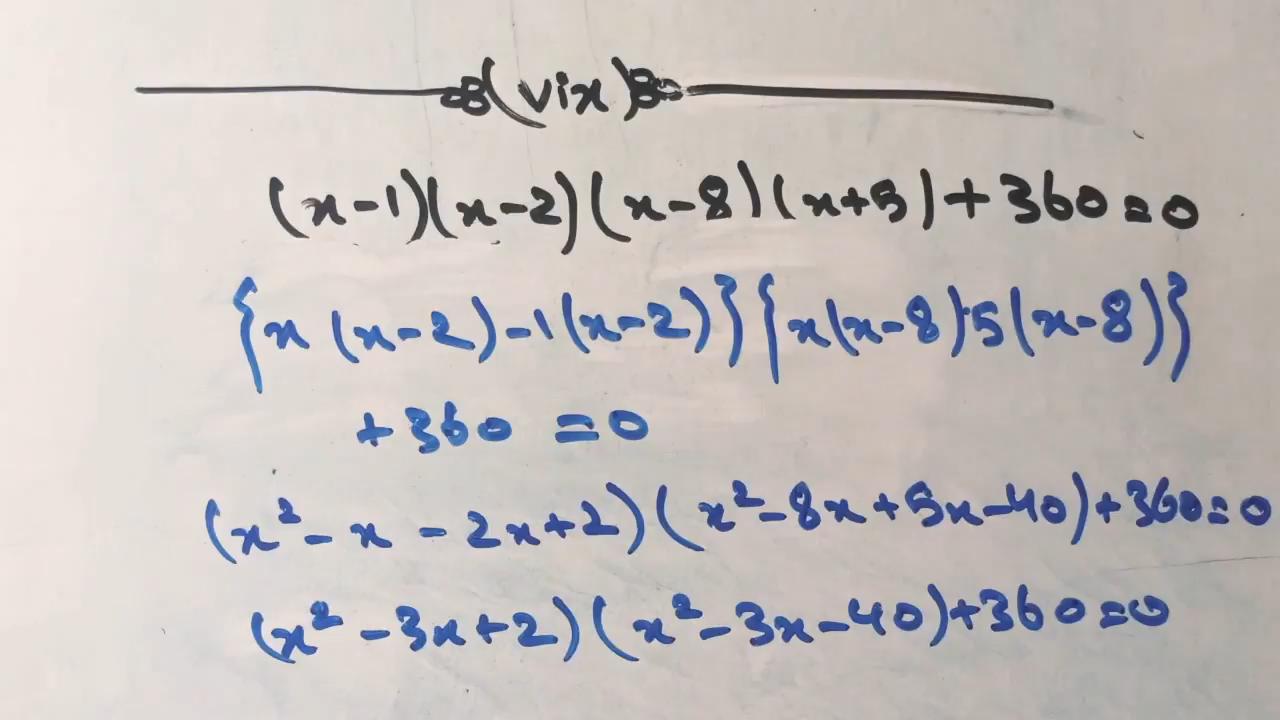 (vix)
(x-1)(x-2)(x-8)(x+5)+360=0
{x(x-2)-1(x-2)}{x(x-8)·5(x-8)}
+360=0
(x²-x-2x+2)(x²-8x+5x-40)+360=0
(x²-3x+2)(x²-3x-40)+360=0